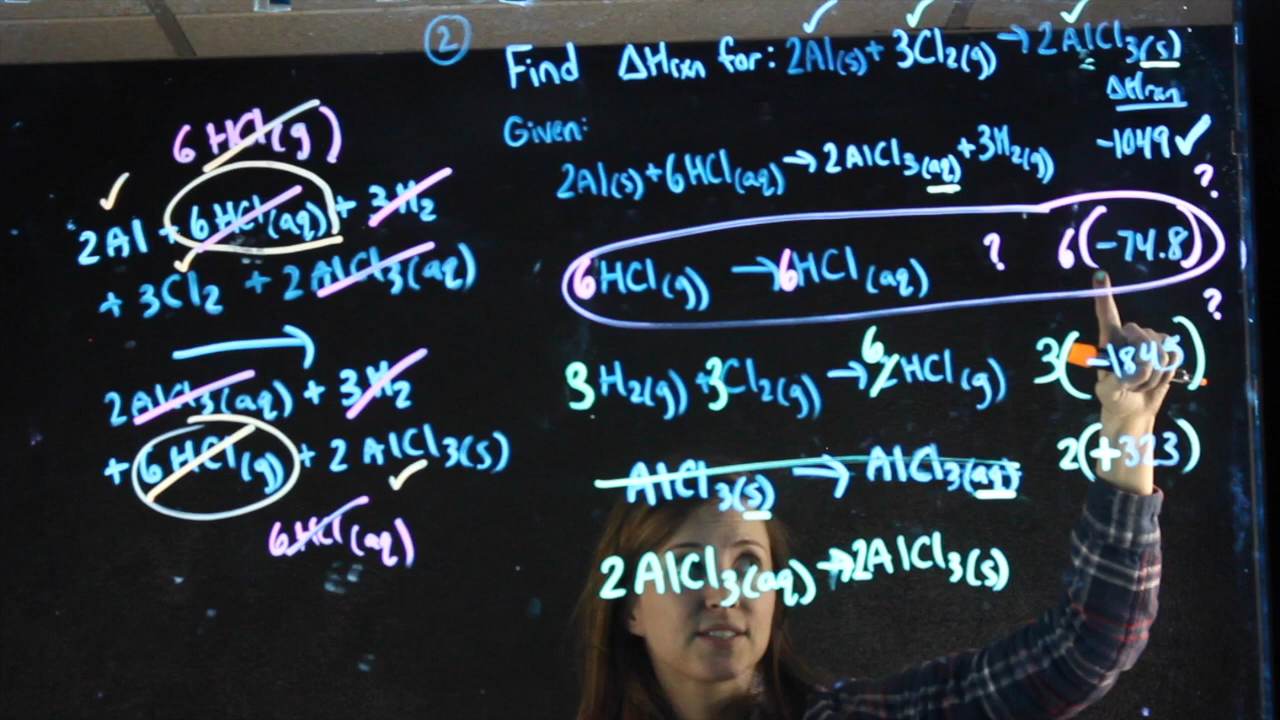 ②
Find ΔHrxn for: 2Al(s) + 3Cl₂(g) → 2AlCl₃(s)
ΔHrxn
Given:
2Al(s) + 6HCl(aq) → 2AlCl₃(aq) + 3H₂(g) -1049 ✓
?
6HCl(g) → 6HCl(aq) ? 6(-74.8)
?
3H₂(g) + 3Cl₂(g) → 6 2HCl(g) 3(-1845)
AlCl₃(s) → AlCl₃(aq) 2(+323)
2AlCl₃(aq) → 2AlCl₃(s)
6HCl(g)
2Al + 6HCl(aq) + 3H₂
+ 3Cl₂ + 2AlCl₃(aq)
→
2AlCl₃(aq) + 3H₂
+ 6HCl(g) + 2AlCl₃(s)
6HCl(aq)